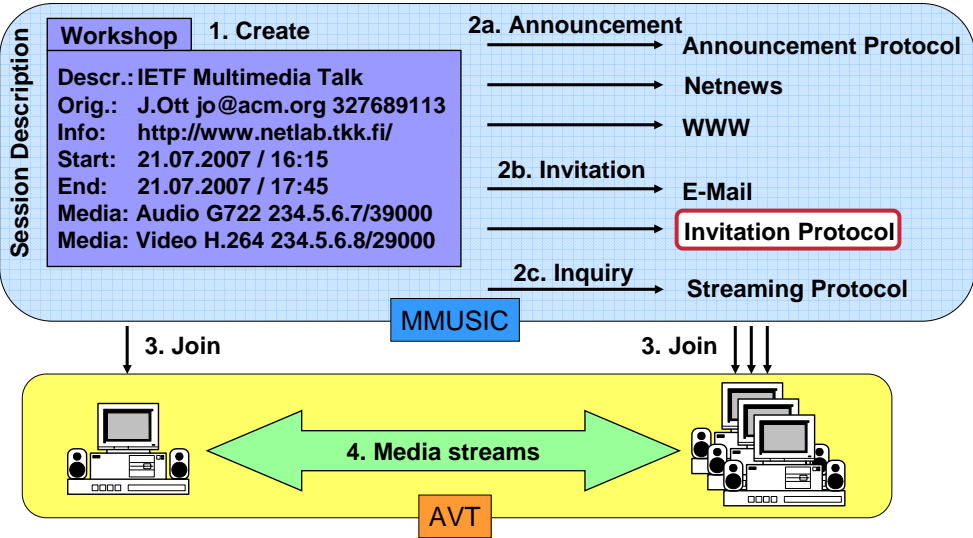 Session Description
Workshop
1. Create
Descr.: IETF Multimedia Talk
Orig.: J.Ott jo@acm.org 327689113
Info: http://www.netlab.tkk.fi/
Start: 21.07.2007 / 16:15
End: 21.07.2007 / 17:45
Media: Audio G722 234.5.6.7/39000
Media: Video H.264 234.5.6.8/29000
2a. Announcement
Announcement Protocol
Netnews
WWW
2b. Invitation
E-Mail
Invitation Protocol
2c. Inquiry
Streaming Protocol
MMUSIC
3. Join
3. Join
4. Media streams
AVT